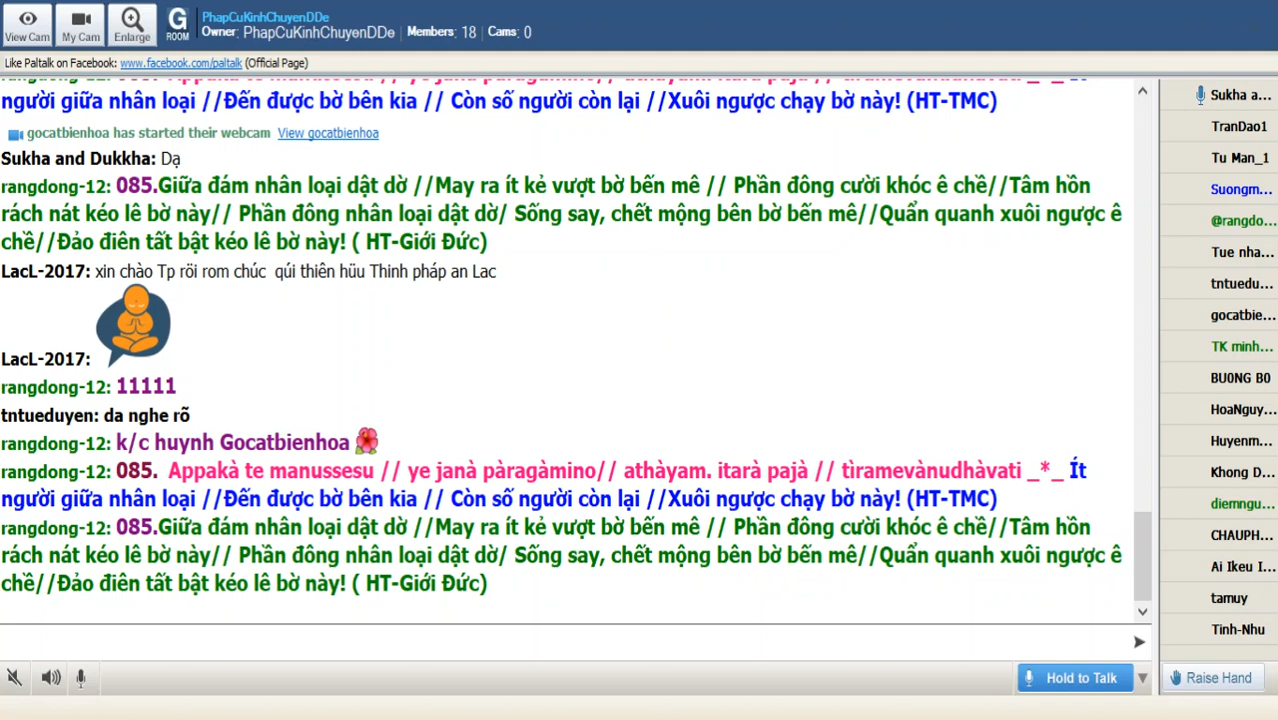 View Cam
My Cam
Enlarge
G
ROOM
PhapCuKinhChuyenDDe
Owner: PhapCuKinhChuyenDDe Members: 18 Cams: 0
Like Paltalk on Facebook: www.facebook.com/paltalk (Official Page)
người giữa nhân loại //Đến được bờ bên kia // Còn số người còn lại //Xuôi ngược chạy bờ này! (HT-TMC)
gocatbienhoa has started their webcam View gocatbienhoa
Sukha and Dukkha: Dạ
rangdong-12: 085.Giữa đám nhân loại dật dờ //May ra ít kẻ vượt bờ bến mê // Phần đông cười khóc ê chề//Tâm hồn
rách nát kéo lê bờ này// Phần đông nhân loại dật dờ/ Sống say, chết mộng bên bờ bến mê//Quẩn quanh xuôi ngược ê
chề//Đảo điên tất bật kéo lê bờ này! ( HT-Giới Đức)
LacL-2017: xin chào Tp röi rom chúc qúi thiên hüu Thinh pháp an Lac
LacL-2017:
rangdong-12: 11111
tntueduyen: da nghe rõ
rangdong-12: k/c huynh Gocatbienhoa
rangdong-12: 085. Appakà te manussesu // ye janà pàragàmino// athàyam. itarà pajà // tìramevànudhàvati _*_ Ít
người giữa nhân loại //Đến được bờ bên kia // Còn số người còn lại //Xuôi ngược chạy bờ này! (HT-TMC)
rangdong-12: 085.Giữa đám nhân loại dật dờ //May ra ít kẻ vượt bờ bến mê // Phần đông cười khóc ê chề//Tâm hồn
rách nát kéo lê bờ này// Phần đông nhân loại dật dờ/ Sống say, chết mộng bên bờ bến mê//Quẩn quanh xuôi ngược ê
chề//Đảo điên tất bật kéo lê bờ này! ( HT-Giới Đức)
Sukha a...
TranDao1
Tu Man_1
Suongm...
@rangdo...
Tue nha...
tntuedu...
gocatbie...
TK minh...
BU0NG B0
HoaNguy...
Huyenm...
Khong D...
diemngu...
CHAUPH...
Ai Ikeu I...
tamuy
Tinh-Nhu
Hold to Talk
Raise Hand